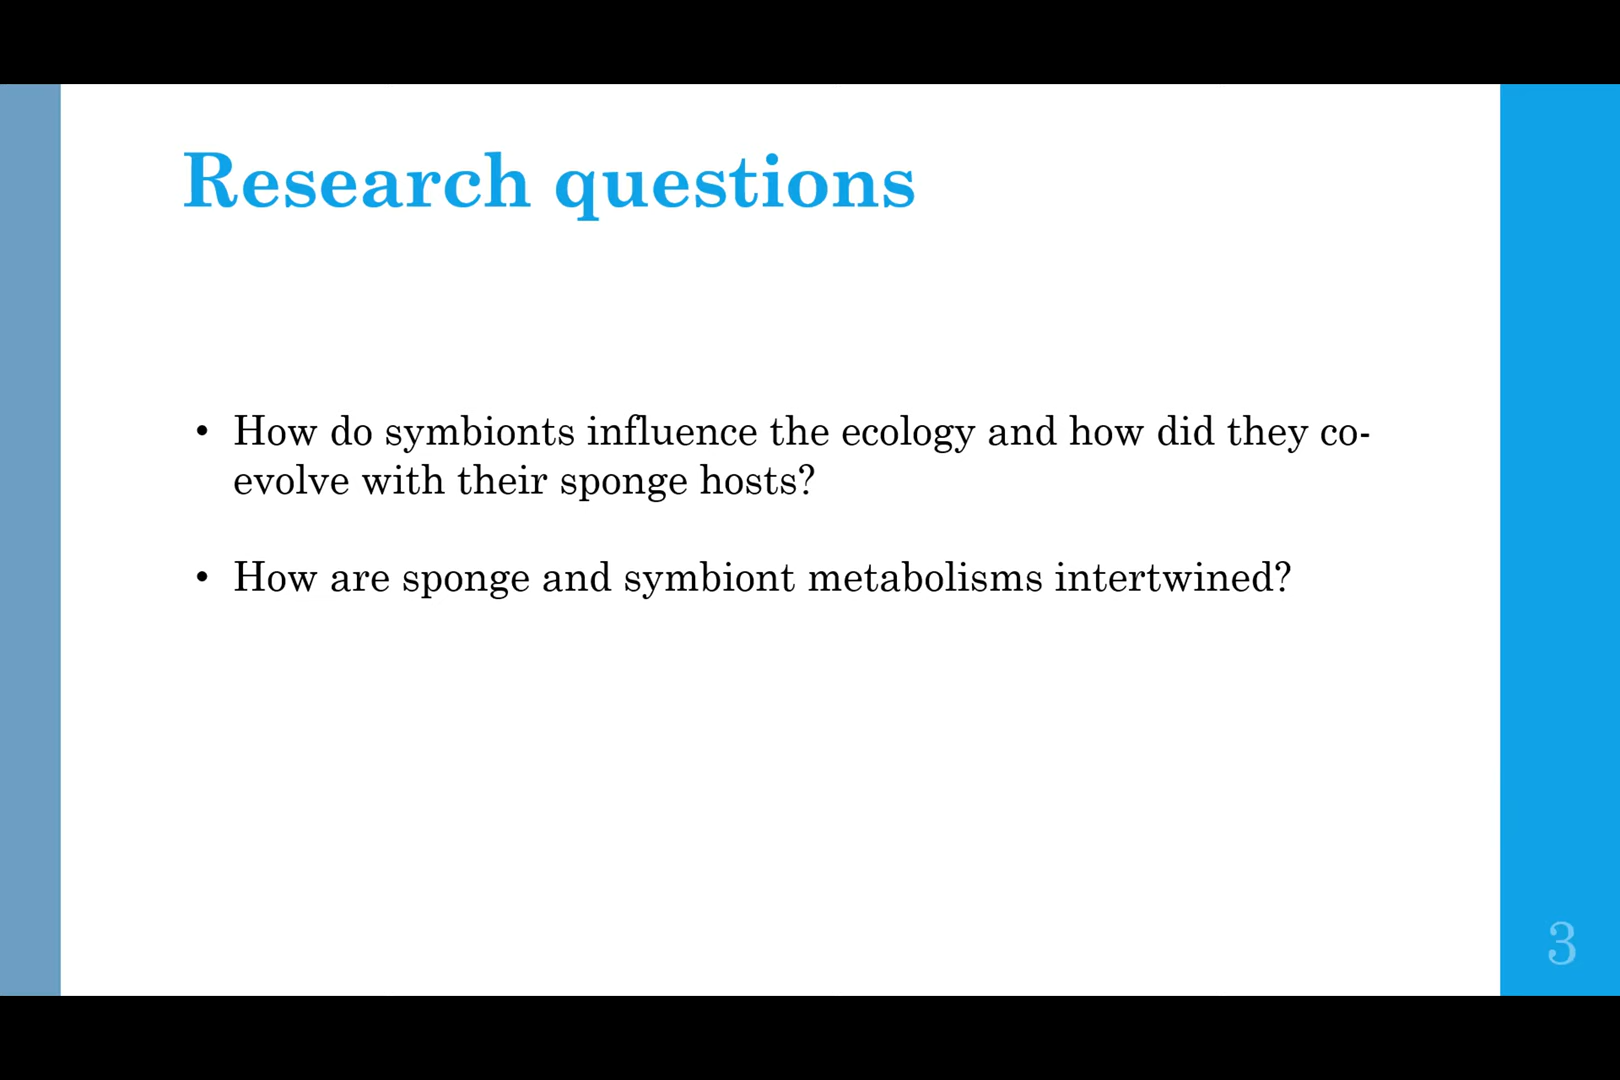 Research questions
• How do symbionts influence the ecology and how did they co-
evolve with their sponge hosts?
• How are sponge and symbiont metabolisms intertwined?
3